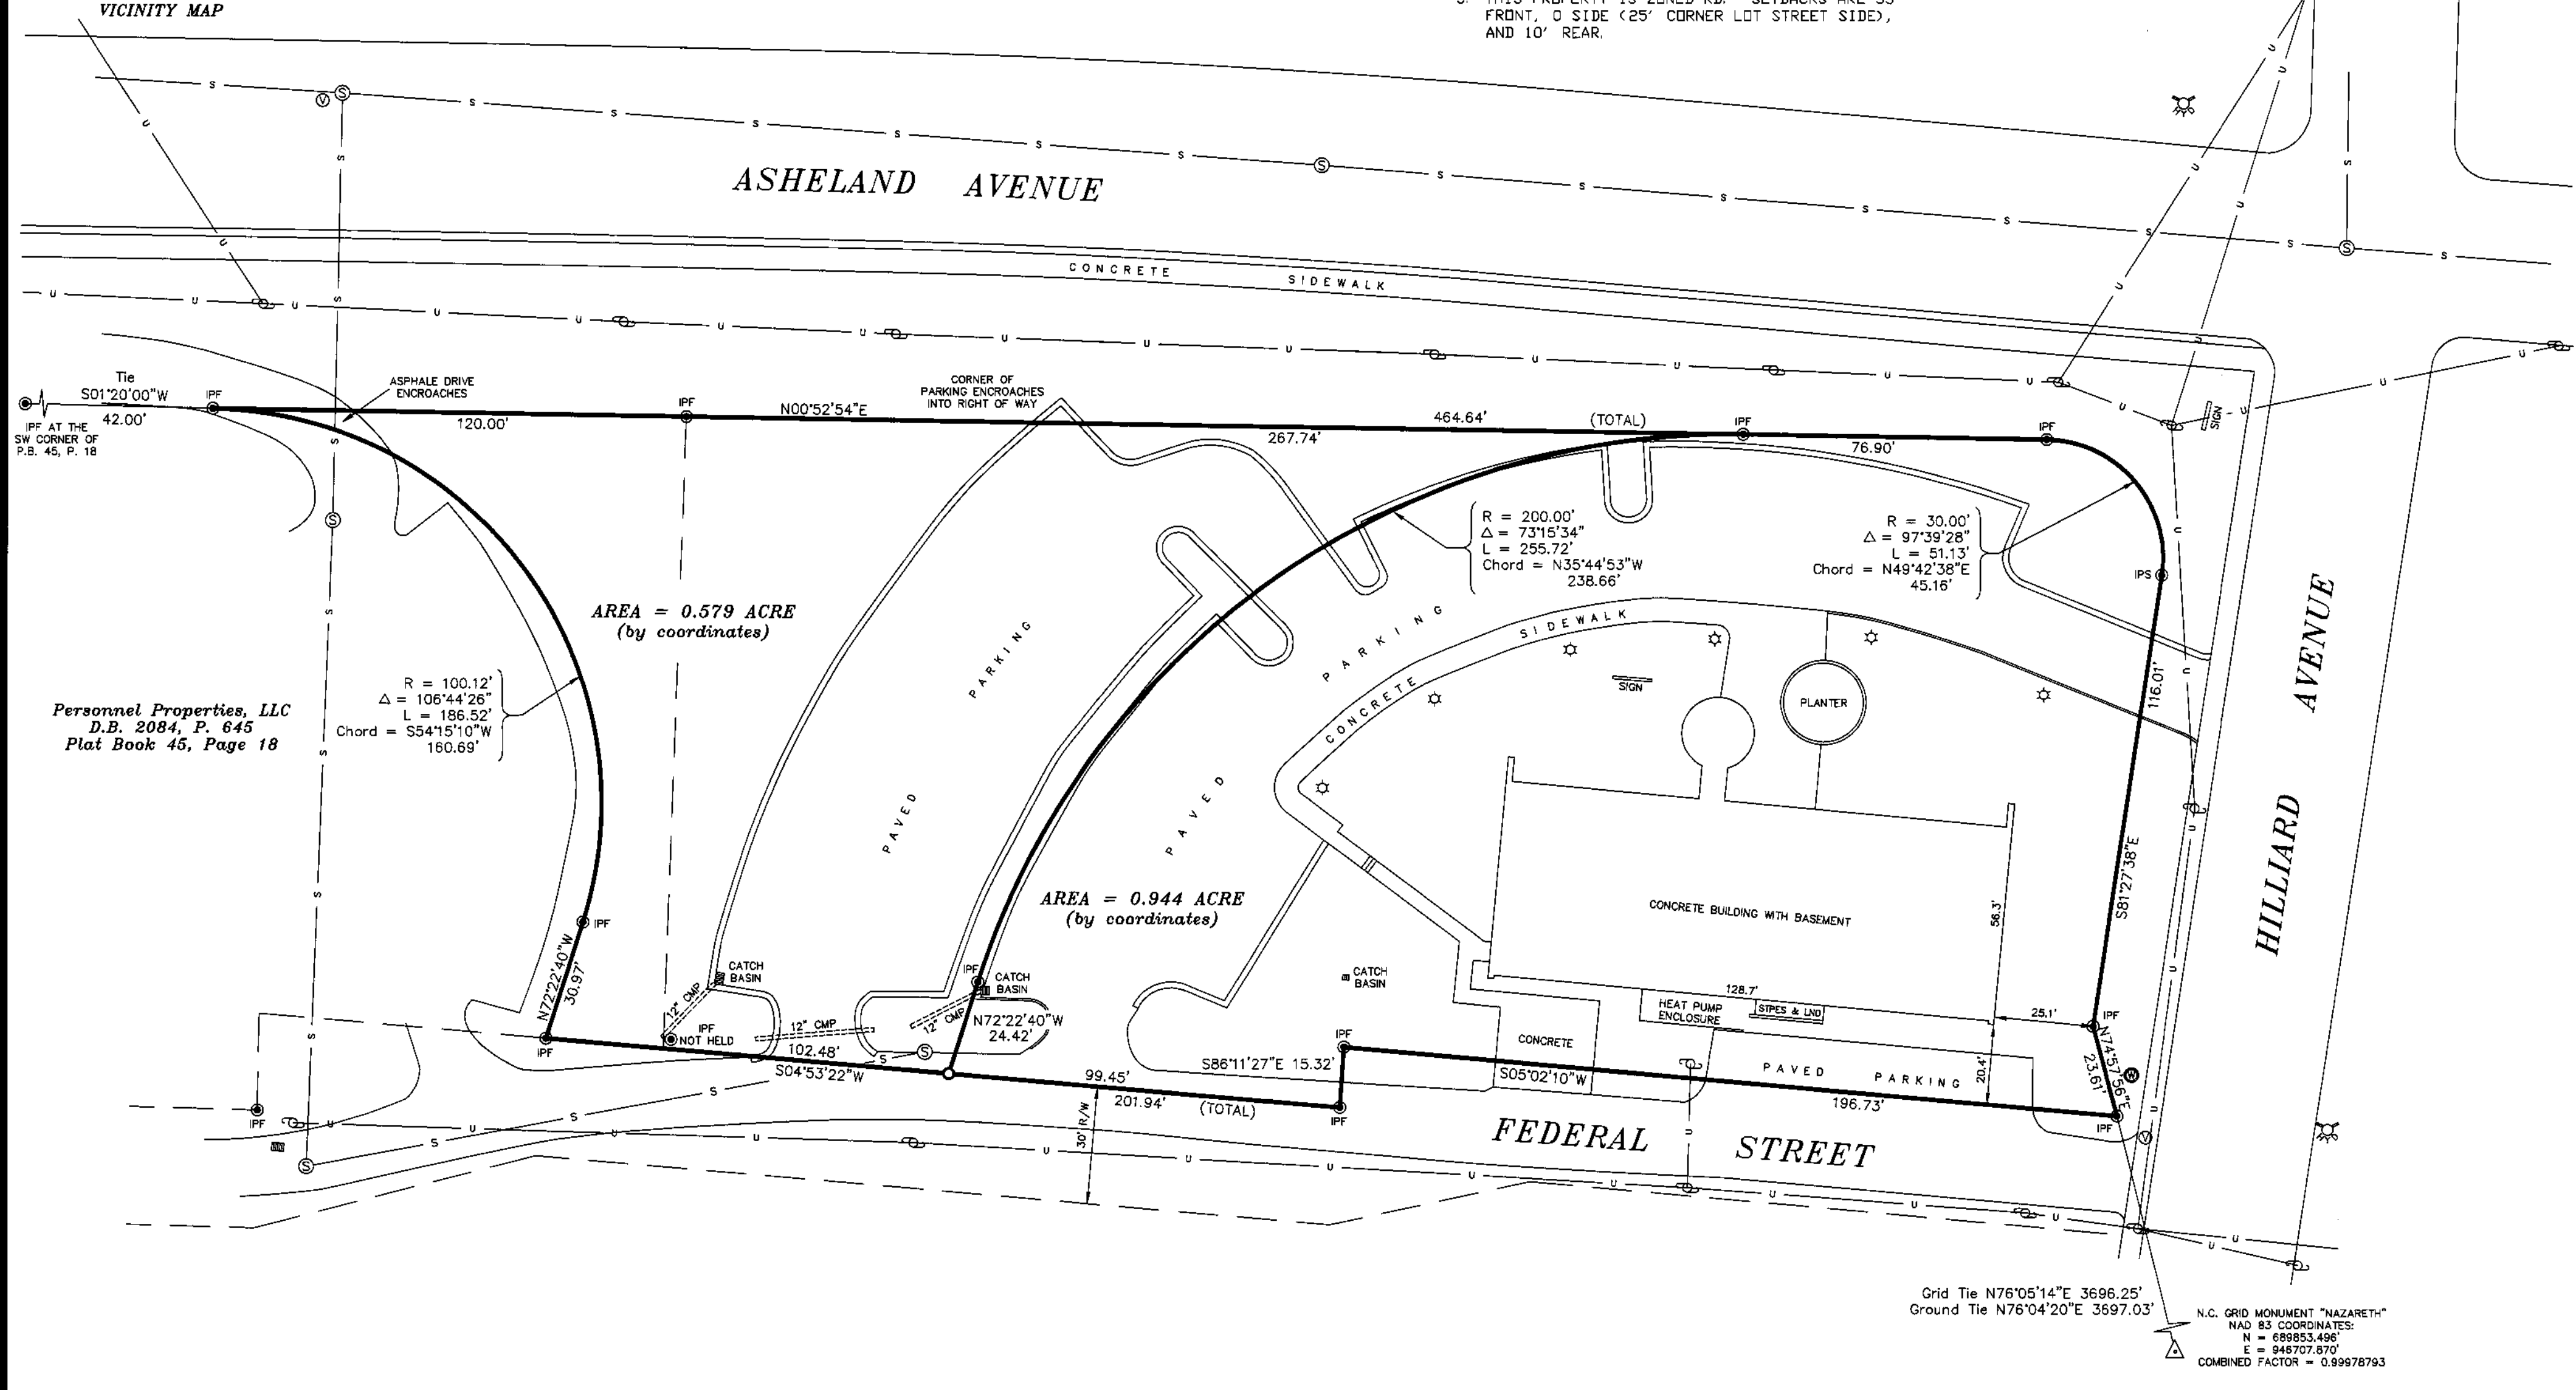 VICINITY MAP
FRONT, 0 SIDE (25' CORNER LOT STREET SIDE),
AND 10' REAR.
ASHELAND AVENUE
CONCRETE SIDEWALK
Tie
S01°20'00"W
42.00'
IPF AT THE
SW CORNER OF
P.B. 45, P. 18
IPF
ASPHALE DRIVE
ENCROACHES
120.00'
IPF
CORNER OF
PARKING ENCROACHES
INTO RIGHT OF WAY
N00°52'54"E
267.74'
464.64'
(TOTAL)
IPF
76.90'
IPF
SIGN
R = 200.00'
Δ = 73°15'34"
L = 255.72'
Chord = N35°44'53"W
238.66'
R = 30.00'
Δ = 97°39'28"
L = 51.13'
Chord = N49°42'38"E
45.16'
IPS
AREA = 0.579 ACRE
(by coordinates)
PAVED PARKING
PAVED PARKING
CONCRETE SIDEWALK
SIGN
PLANTER
116.01'
S81°27'38"E
HILLIARD AVENUE
R = 100.12'
Δ = 106°44'26"
L = 186.52'
Chord = S54°15'10"W
160.69'
Personnel Properties, LLC
D.B. 2084, P. 645
Plat Book 45, Page 18
AREA = 0.944 ACRE
(by coordinates)
CONCRETE BUILDING WITH BASEMENT
56.3'
IPF
N72°22'40"W
30.97'
IPF
CATCH
BASIN
12" CMP
IPF
NOT HELD
12" CMP
IPF
CATCH
BASIN
12" CMP
N72°22'40"W
24.42'
CATCH
BASIN
128.7'
HEAT PUMP
ENCLOSURE
STPES & LND
25.1'
IPF
N74°57'56"E
23.61'
IPF
102.48'
S04°53'22"W
99.45'
201.94'
(TOTAL)
30' R/W
S86°11'27"E 15.32'
IPF
IPF
CONCRETE
S05°02'10"W
PAVED PARKING
20.4'
196.73'
IPF
FEDERAL STREET
Grid Tie N76°05'14"E 3696.25'
Ground Tie N76°04'20"E 3697.03'
N.C. GRID MONUMENT "NAZARETH"
NAD 83 COORDINATES:
N = 689853.496'
E = 946707.870'
COMBINED FACTOR = 0.99978793